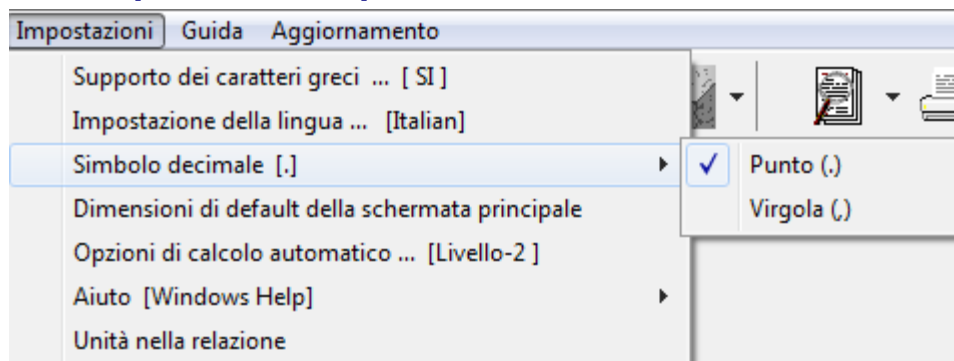 Impostazioni Guida Aggiornamento
Supporto dei caratteri greci ... [ SI ]
Impostazione della lingua ... [Italian]
Simbolo decimale [.]
Punto (.)
Virgola (,)
Dimensioni di default della schermata principale
Opzioni di calcolo automatico ... [Livello-2 ]
Aiuto [Windows Help]
Unità nella relazione